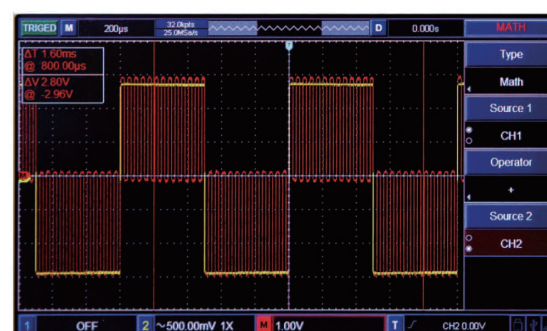 TRIGED M 200µs 32.0kpts 25.0MSa/s D 0.000s MATH
ΔT 1.60ms
@ 800.00µs
ΔV 2.80V
@ -2.96V
Type
Math
Source 1
CH1
Operator
+
Source 2
CH2
1 OFF 2 ~500.00mV 1X M 1.00V T CH2 0.00V